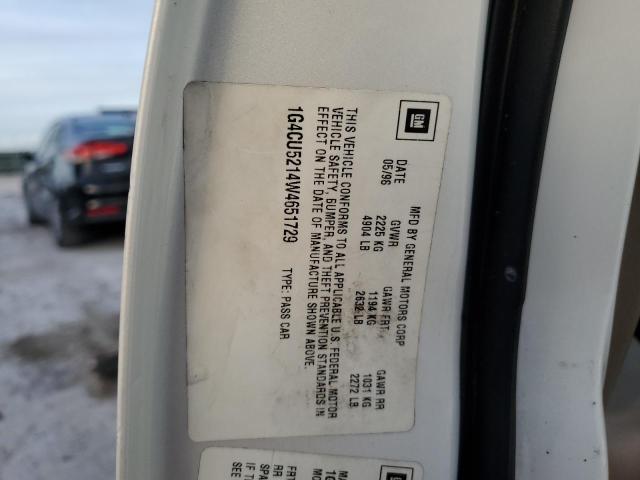 GM
MFD BY GENERAL MOTORS CORP
DATE GVWR GAWR FRT GAWR RR
05/96 2225 KG 1194 KG 1031 KG
4904 LB 2632 LB 2272 LB
THIS VEHICLE CONFORMS TO ALL APPLICABLE U.S. FEDERAL MOTOR
VEHICLE SAFETY, BUMPER, AND THEFT PREVENTION STANDARDS IN
EFFECT ON THE DATE OF MANUFACTURE SHOWN ABOVE.
1G4CU5214W4651729 TYPE: PASS CAR
GM